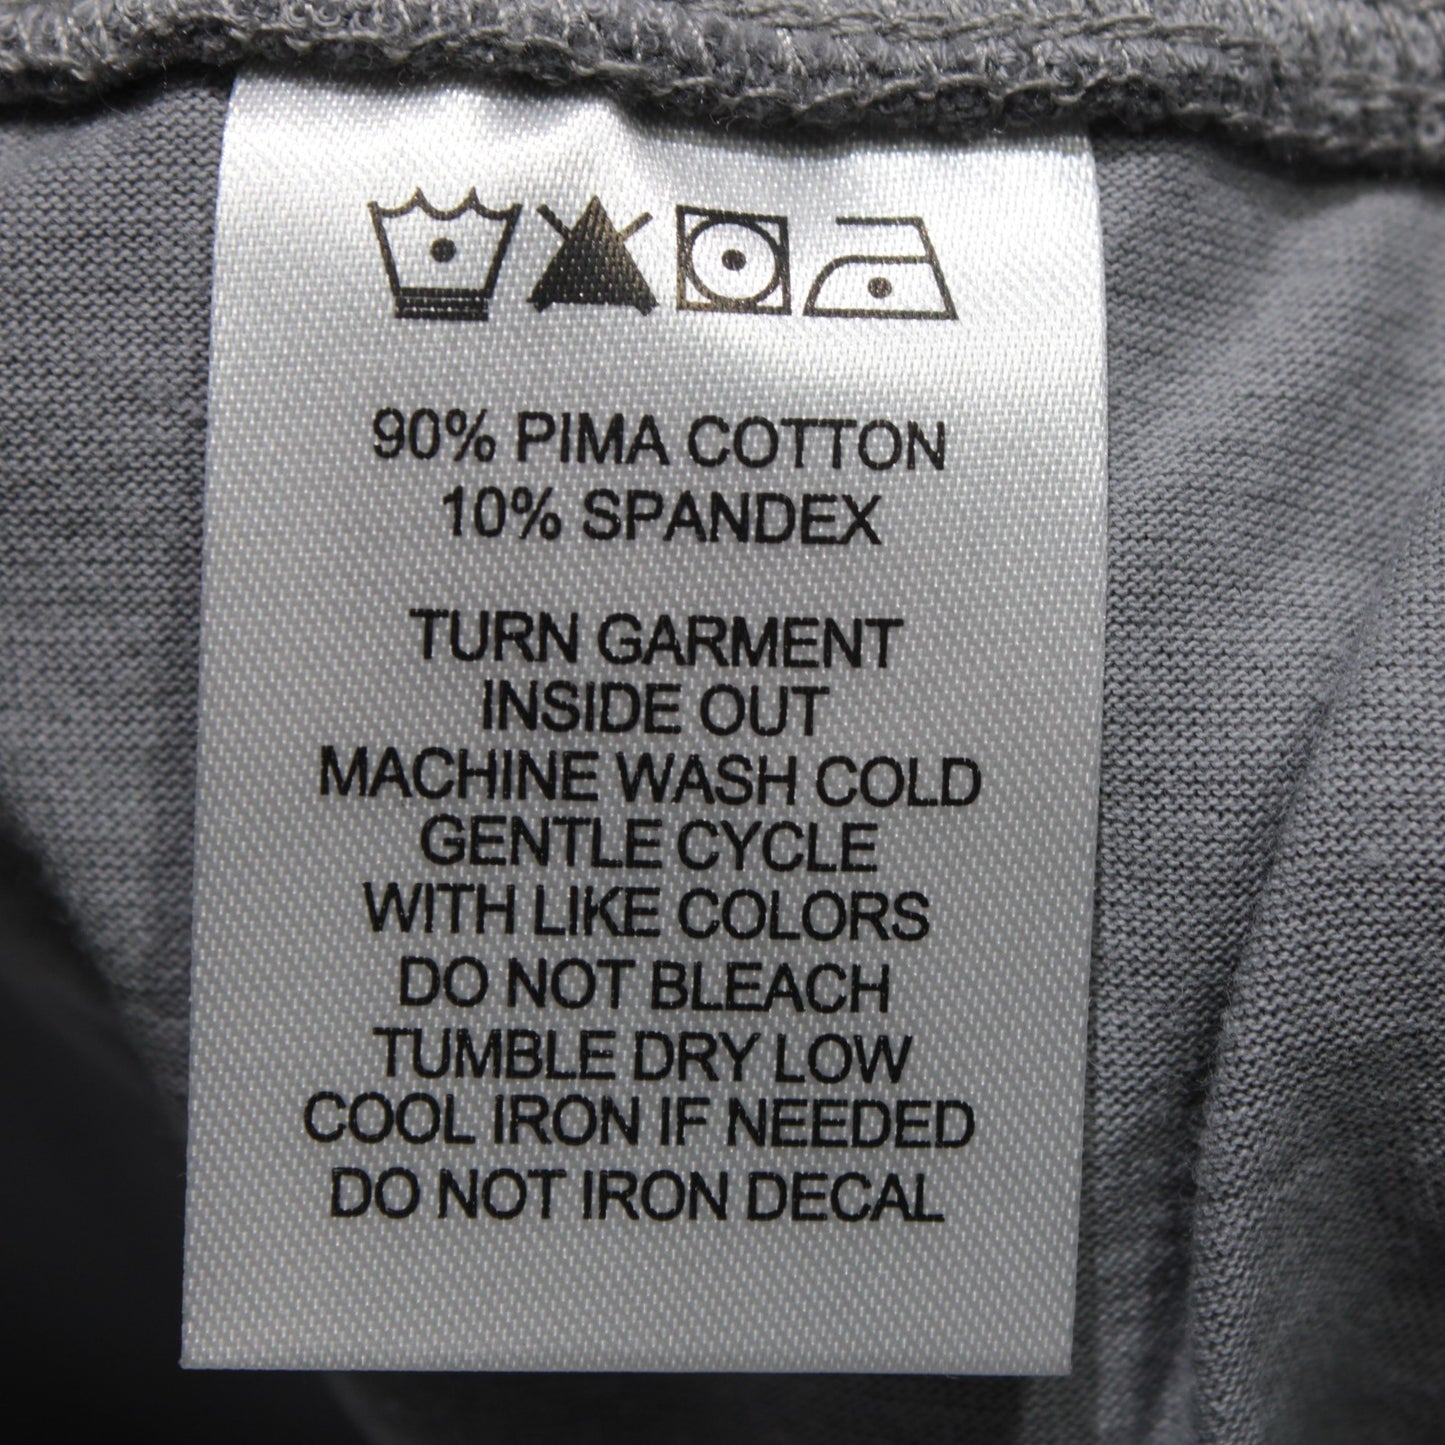 90% PIMA COTTON
10% SPANDEX
TURN GARMENT
INSIDE OUT
MACHINE WASH COLD
GENTLE CYCLE
WITH LIKE COLORS
DO NOT BLEACH
TUMBLE DRY LOW
COOL IRON IF NEEDED
DO NOT IRON DECAL